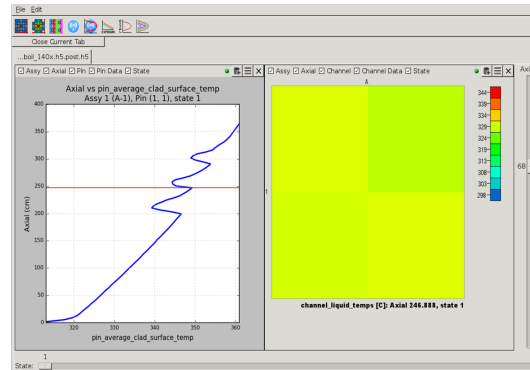 File Edit
Close Current Tab
...boil_140x.h5.post.h5
Assy Axial Pin Pin Data State
Axial vs pin_average_clad_surface_temp
Assy 1 (A-1), Pin (1, 1), state 1
400
350
300
250
200
150
100
50
0
Axial (cm)
320 330 340 350 360
pin_average_clad_surface_temp
Assy Axial Channel Channel Data State
A
1
344
339
334
329
324
319
313
308
303
298
channel_liquid_temps [C]: Axial 246.888, state 1
Axi
68
1
State: